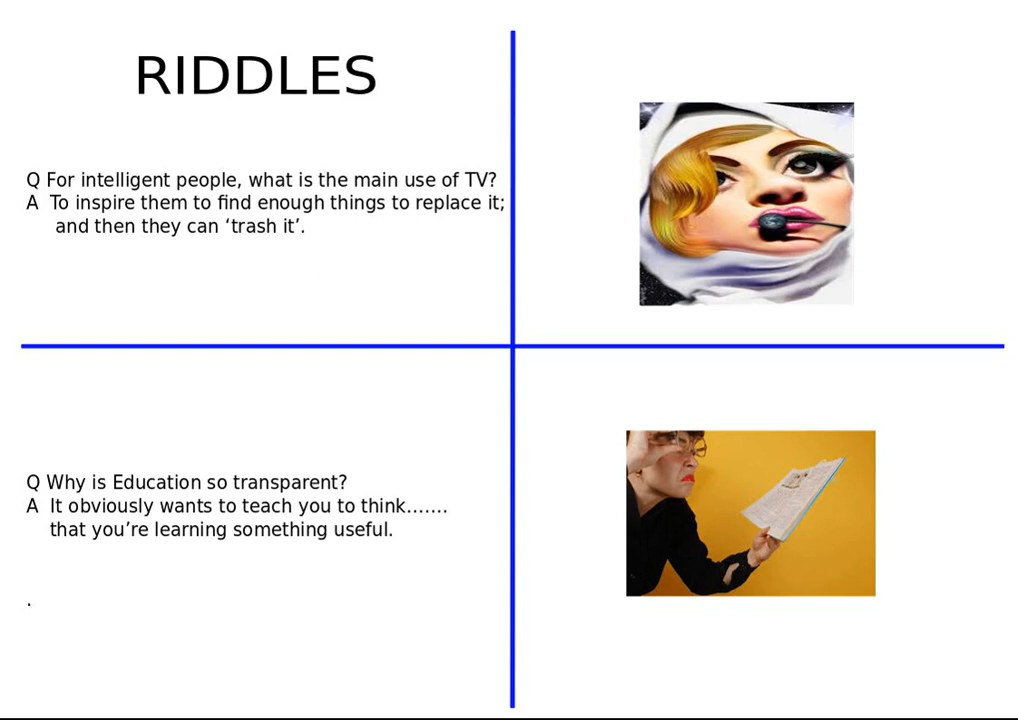 RIDDLES
Q For intelligent people, what is the main use of TV?
A To inspire them to find enough things to replace it;
and then they can ‘trash it’.
Q Why is Education so transparent?
A It obviously wants to teach you to think.......
that you’re learning something useful.
.